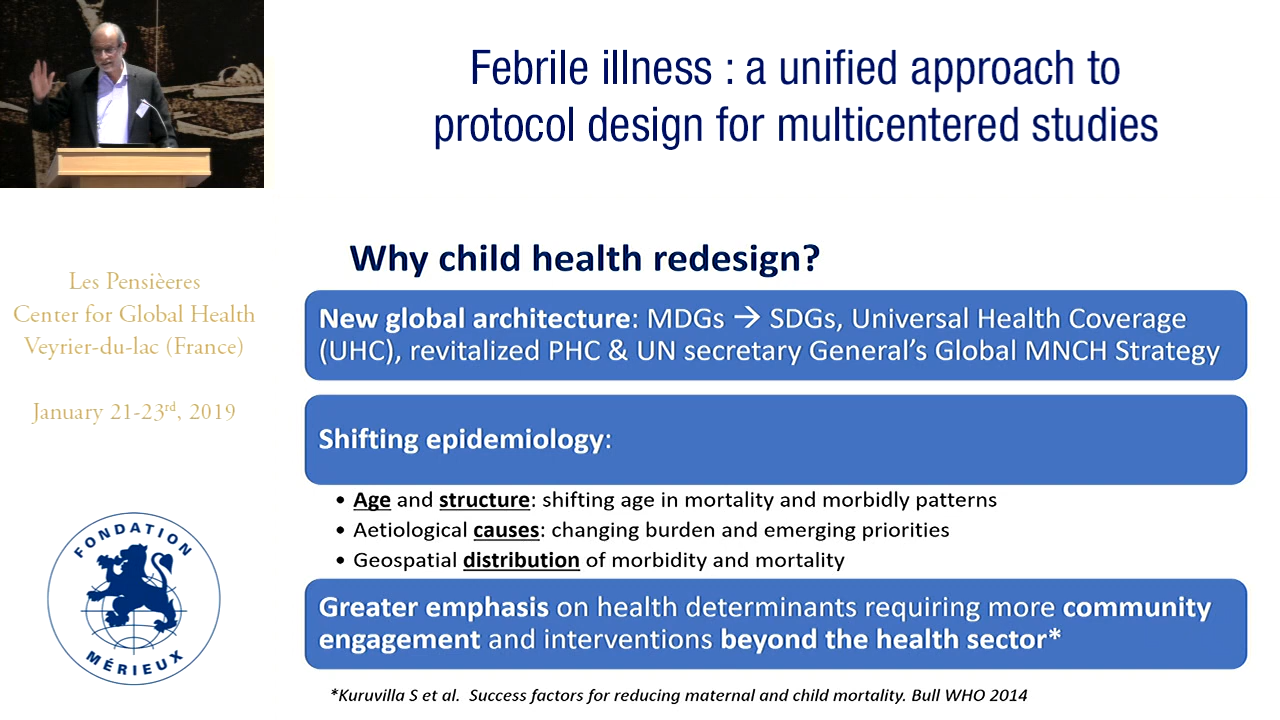 Febrile illness : a unified approach to
protocol design for multicentered studies
Les Pensièeres
Center for Global Health
Veyrier-du-lac (France)
January 21-23rd, 2019
FONDATION
MÉRIEUX
Why child health redesign?
New global architecture: MDGs → SDGs, Universal Health Coverage
(UHC), revitalized PHC & UN secretary General's Global MNCH Strategy
Shifting epidemiology:
• Age and structure: shifting age in mortality and morbidly patterns
• Aetiological causes: changing burden and emerging priorities
• Geospatial distribution of morbidity and mortality
Greater emphasis on health determinants requiring more community
engagement and interventions beyond the health sector*
*Kuruvilla S et al. Success factors for reducing maternal and child mortality. Bull WHO 2014